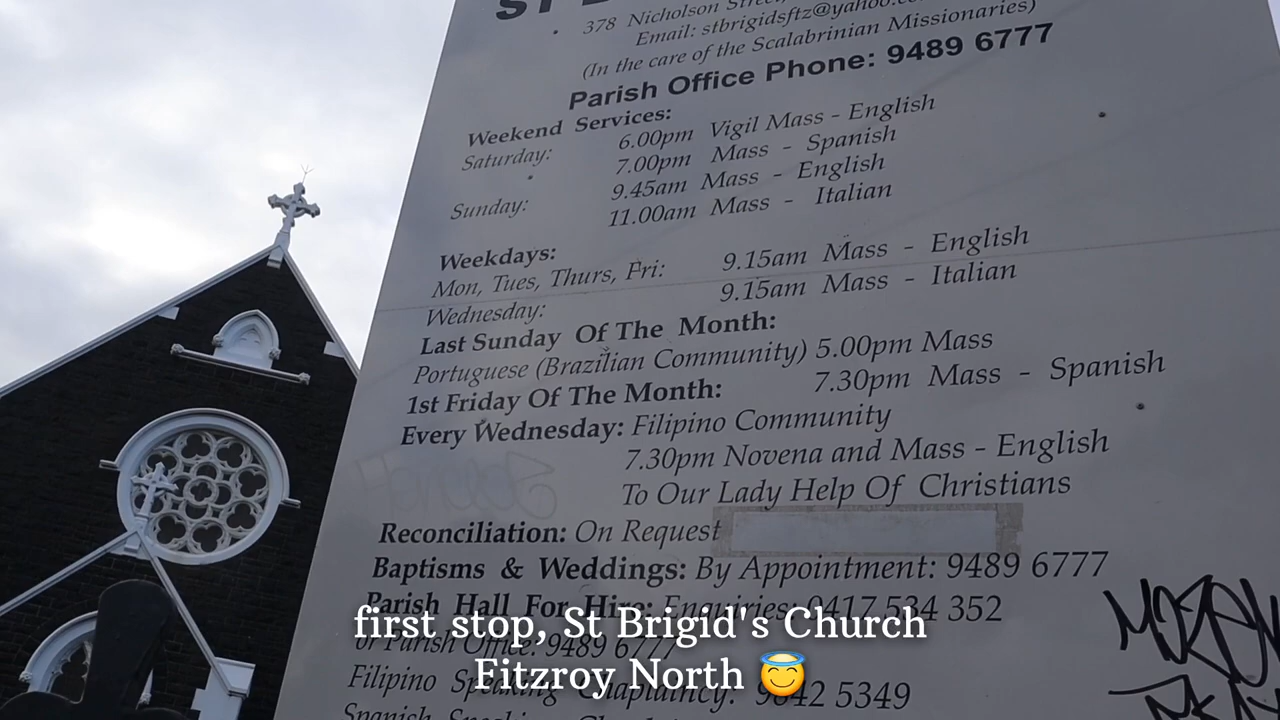 ST
378 Nicholson Street,
Email: stbrigidsftz@yahoo.
(In the care of the Scalabrinian Missionaries)
Parish Office Phone: 9489 6777
Weekend Services:
Saturday: 6.00pm Vigil Mass - English
7.00pm Mass - Spanish
Sunday: 9.45am Mass - English
11.00am Mass - Italian
Weekdays:
Mon, Tues, Thurs, Fri: 9.15am Mass - English
Wednesday: 9.15am Mass - Italian
Last Sunday Of The Month:
Portuguese (Brazilian Community) 5.00pm Mass
1st Friday Of The Month: 7.30pm Mass - Spanish
Every Wednesday: Filipino Community
7.30pm Novena and Mass - English
To Our Lady Help Of Christians
Reconciliation: On Request
Baptisms & Weddings: By Appointment: 9489 6777
Parish Hall For Hire: Enquiries: 0417 534 352
or Parish Office: 9489 6777
Filipino Speaking Chaplaincy: 9842 5349
Spanish
first stop, St Brigid's Church
Fitzroy North 😇